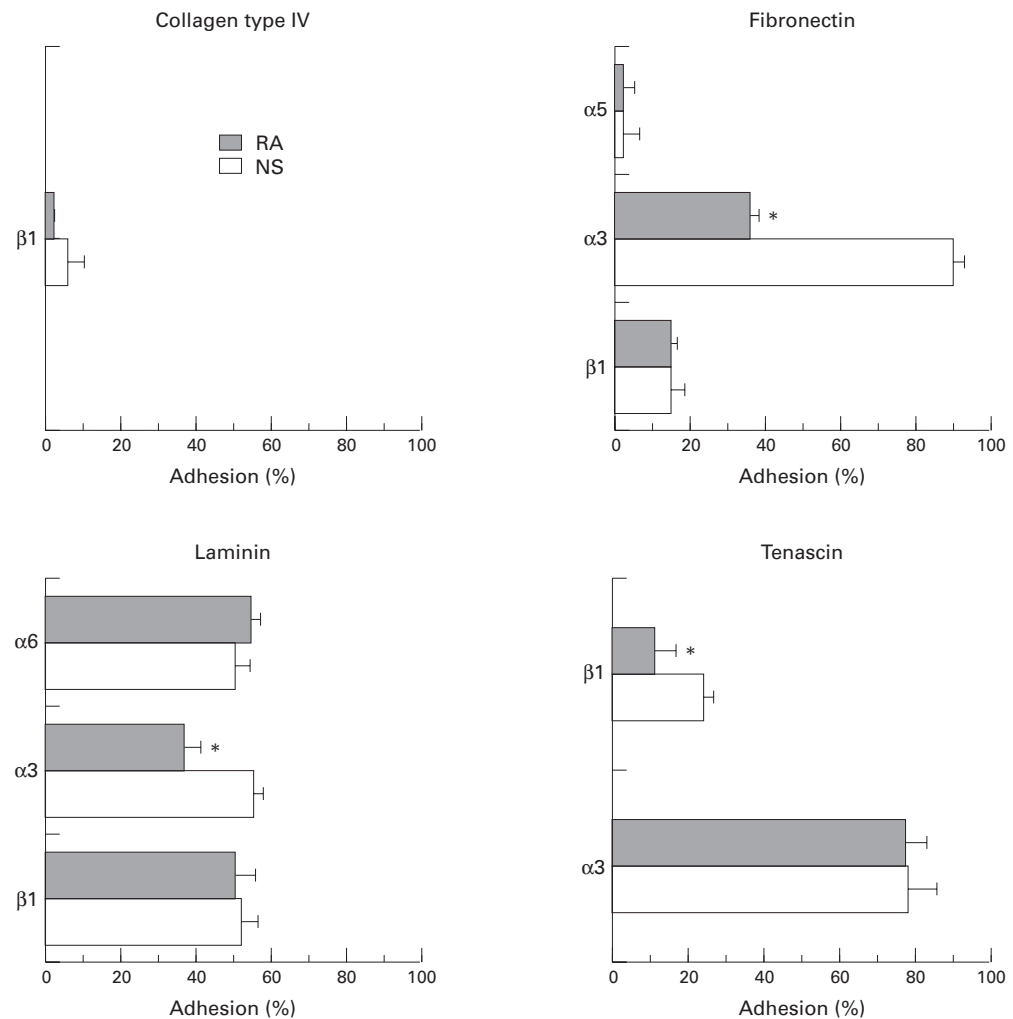 Collagen type IV
RA
NS
β1
0 20 40 60 80 100
Adhesion (%)
Fibronectin
α5
*
α3
β1
0 20 40 60 80 100
Adhesion (%)
Laminin
α6
*
α3
β1
0 20 40 60 80 100
Adhesion (%)
Tenascin
*
β1
α3
0 20 40 60 80 100
Adhesion (%)